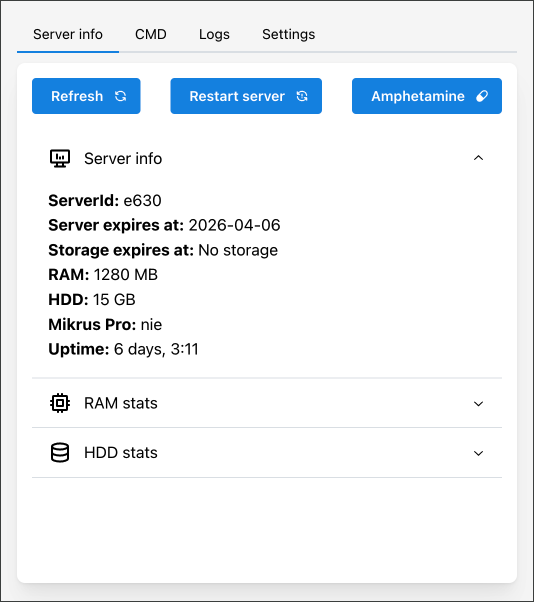 Server info CMD Logs Settings
Refresh Restart server Amphetamine
Server info
ServerId: e630
Server expires at: 2026-04-06
Storage expires at: No storage
RAM: 1280 MB
HDD: 15 GB
Mikrus Pro: nie
Uptime: 6 days, 3:11
RAM stats
HDD stats